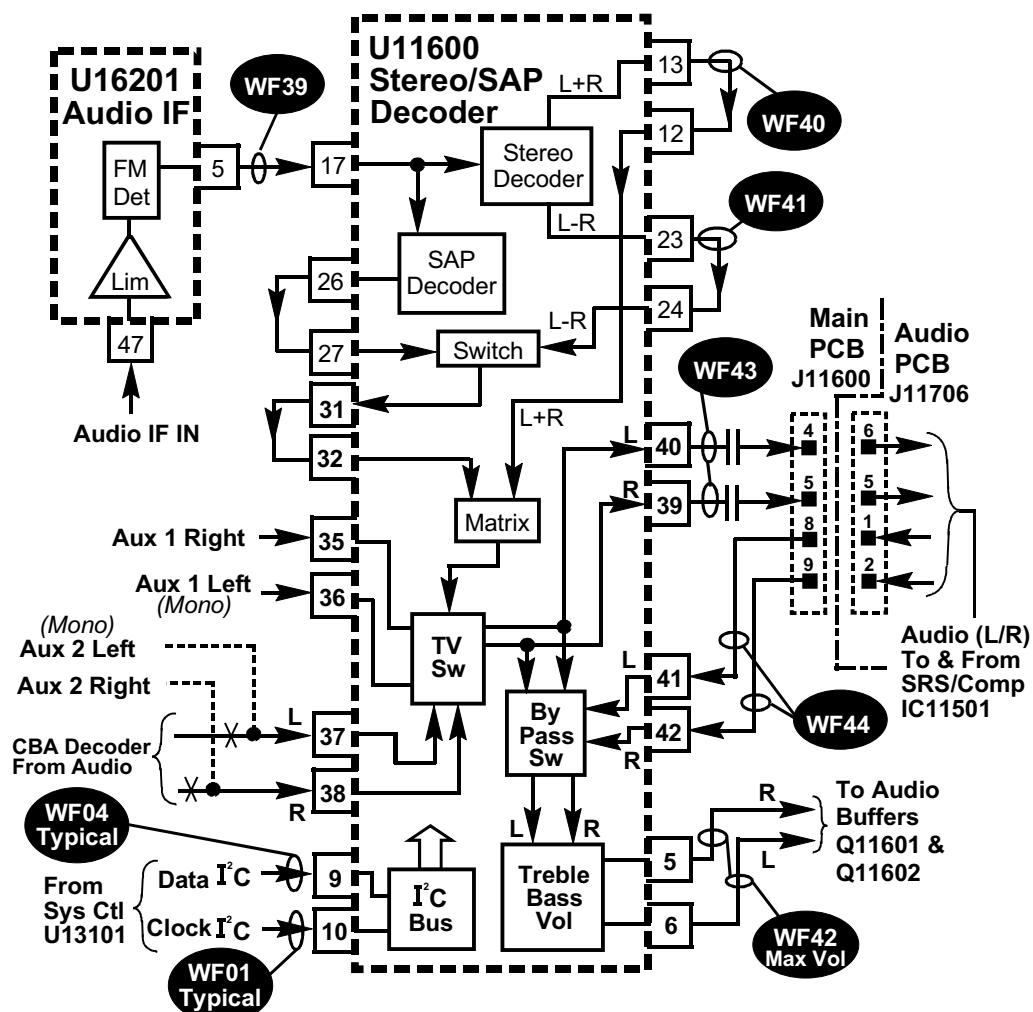 U16201
Audio IF
WF39
FM
Det
5
Lim
47
Audio IF IN
U11600
Stereo/SAP
Decoder
L+R
13
12
WF40
17
Stereo
Decoder
L-R
23
WF41
24
SAP
Decoder
26
27
Switch
L-R
31
32
L+R
Matrix
WF43
L
40
R
39
Main
PCB
J11600
Audio
PCB
J11706
4
5
8
9
6
5
1
2
Audio (L/R)
To & From
SRS/Comp
IC11501
Aux 1 Right
35
Aux 1 Left
(Mono)
36
(Mono)
Aux 2 Left
Aux 2 Right
CBA Decoder
From Audio
L
37
R
38
TV
Sw
By
Pass
Sw
L
41
R
42
WF44
L
R
WF04
Typical
From
Sys Ctl
U13101
Data I²C
9
Clock I²C
10
WF01
Typical
I²C
Bus
Treble
Bass
Vol
5
6
R
L
To Audio
Buffers
Q11601 &
Q11602
WF42
Max Vol